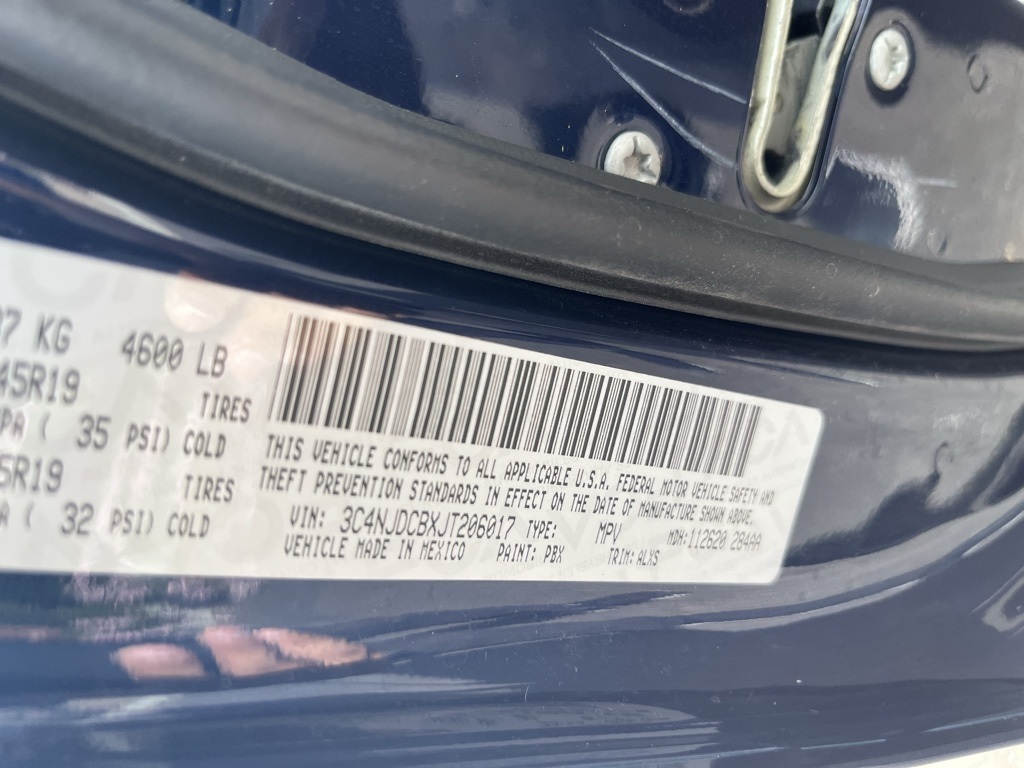 7 KG 4600 LB
45R19 TIRES
PA ( 35 PSI) COLD
5R19 TIRES
A ( 32 PSI) COLD
THIS VEHICLE CONFORMS TO ALL APPLICABLE U.S.A. FEDERAL MOTOR VEHICLE SAFETY AND
THEFT PREVENTION STANDARDS IN EFFECT ON THE DATE OF MANUFACTURE SHOWN ABOVE.
VIN: 3C4NJDCBXJT206017 TYPE: MPV MDH: 112620 284AA
VEHICLE MADE IN MEXICO PAINT: PBX TRIM: ALXS